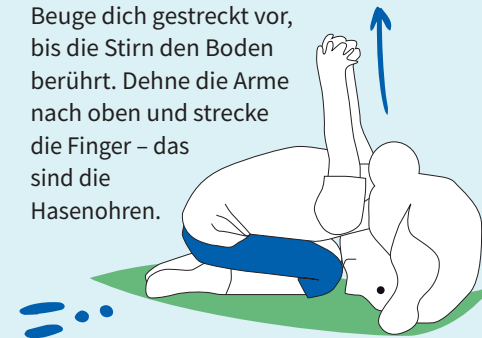 Beuge dich gestreckt vor,
bis die Stirn den Boden
berührt. Dehne die Arme
nach oben und strecke
die Finger – das
sind die
Hasenohren.